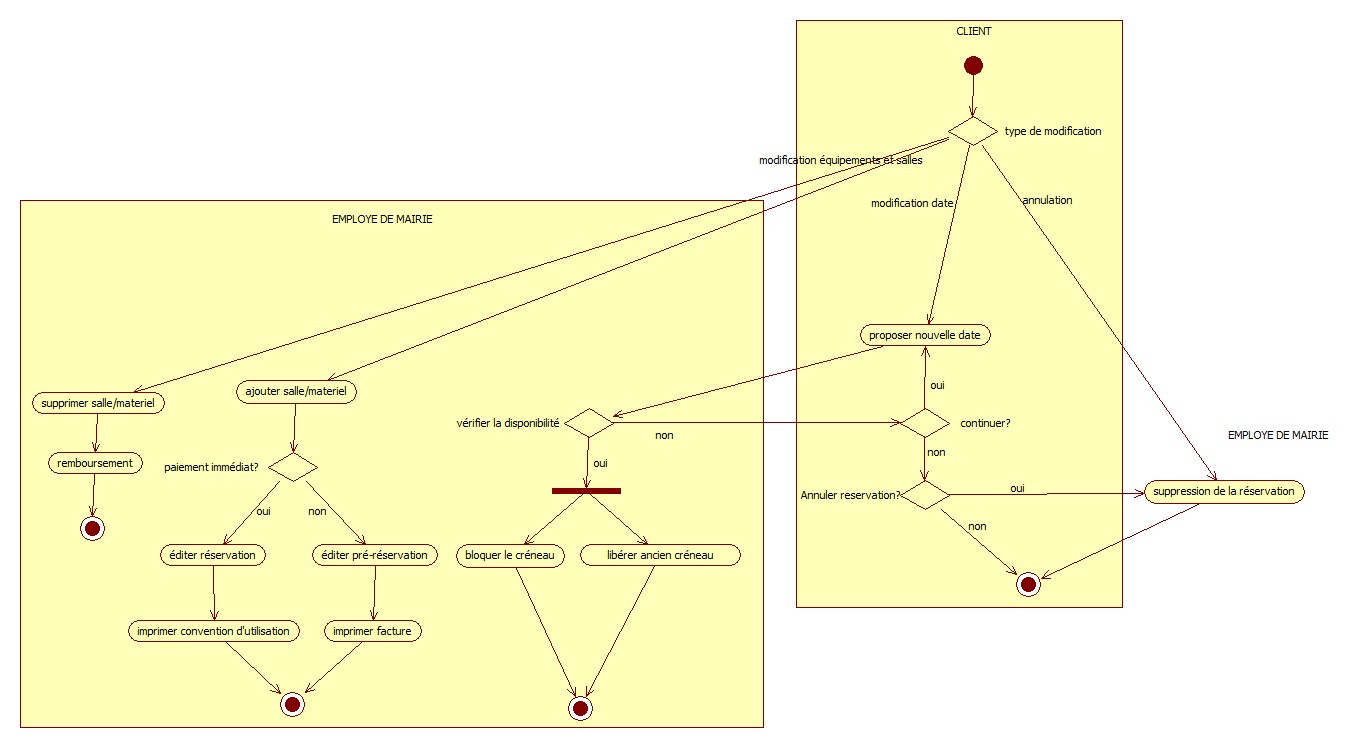 CLIENT
type de modification
modification équipements et salles
modification date
annulation
EMPLOYE DE MAIRIE
proposer nouvelle date
oui
supprimer salle/materiel
ajouter salle/materiel
vérifier la disponibilité
non
continuer?
EMPLOYE DE MAIRIE
non
remboursement
paiement immédiat?
oui
Annuler reservation?
oui
suppression de la réservation
oui
non
non
éditer réservation
éditer pré-réservation
bloquer le créneau
libérer ancien créneau
imprimer convention d'utilisation
imprimer facture